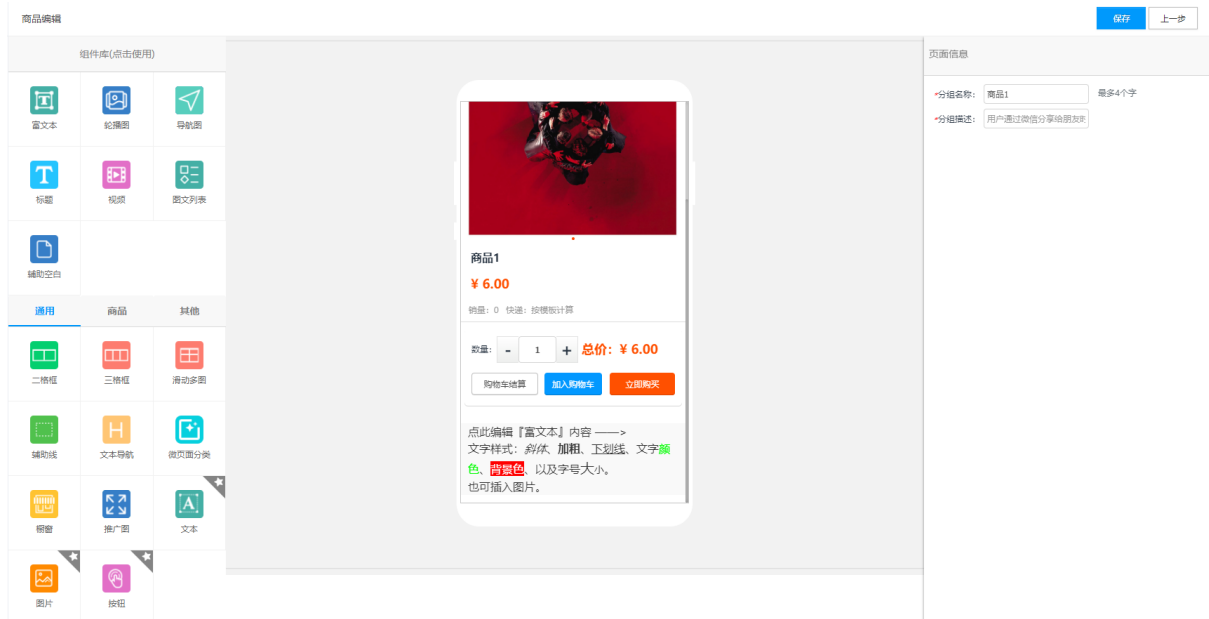 商品编辑
保存
上一步
组件库(点击使用)
页面信息
富文本
轮播图
导航图
标题
视频
图文列表
辅助空白
通用
商品
其他
二格框
三格框
滑动多图
辅助线
文本导航
微页面分类
橱窗
推广图
文本
图片
按钮
商品1
¥ 6.00
销量: 0 快递: 按模板计算
数量: - 1 + 总价: ¥ 6.00
购物车结算
加入购物车
立即购买
点此编辑『富文本』内容 ——>
文字样式: 斜体、加粗、下划线、文字颜
色、背景色、以及字号大小。
也可插入图片。
*分组名称: 商品1 最多4个字
*分组描述: 用户通过微信分享给朋友